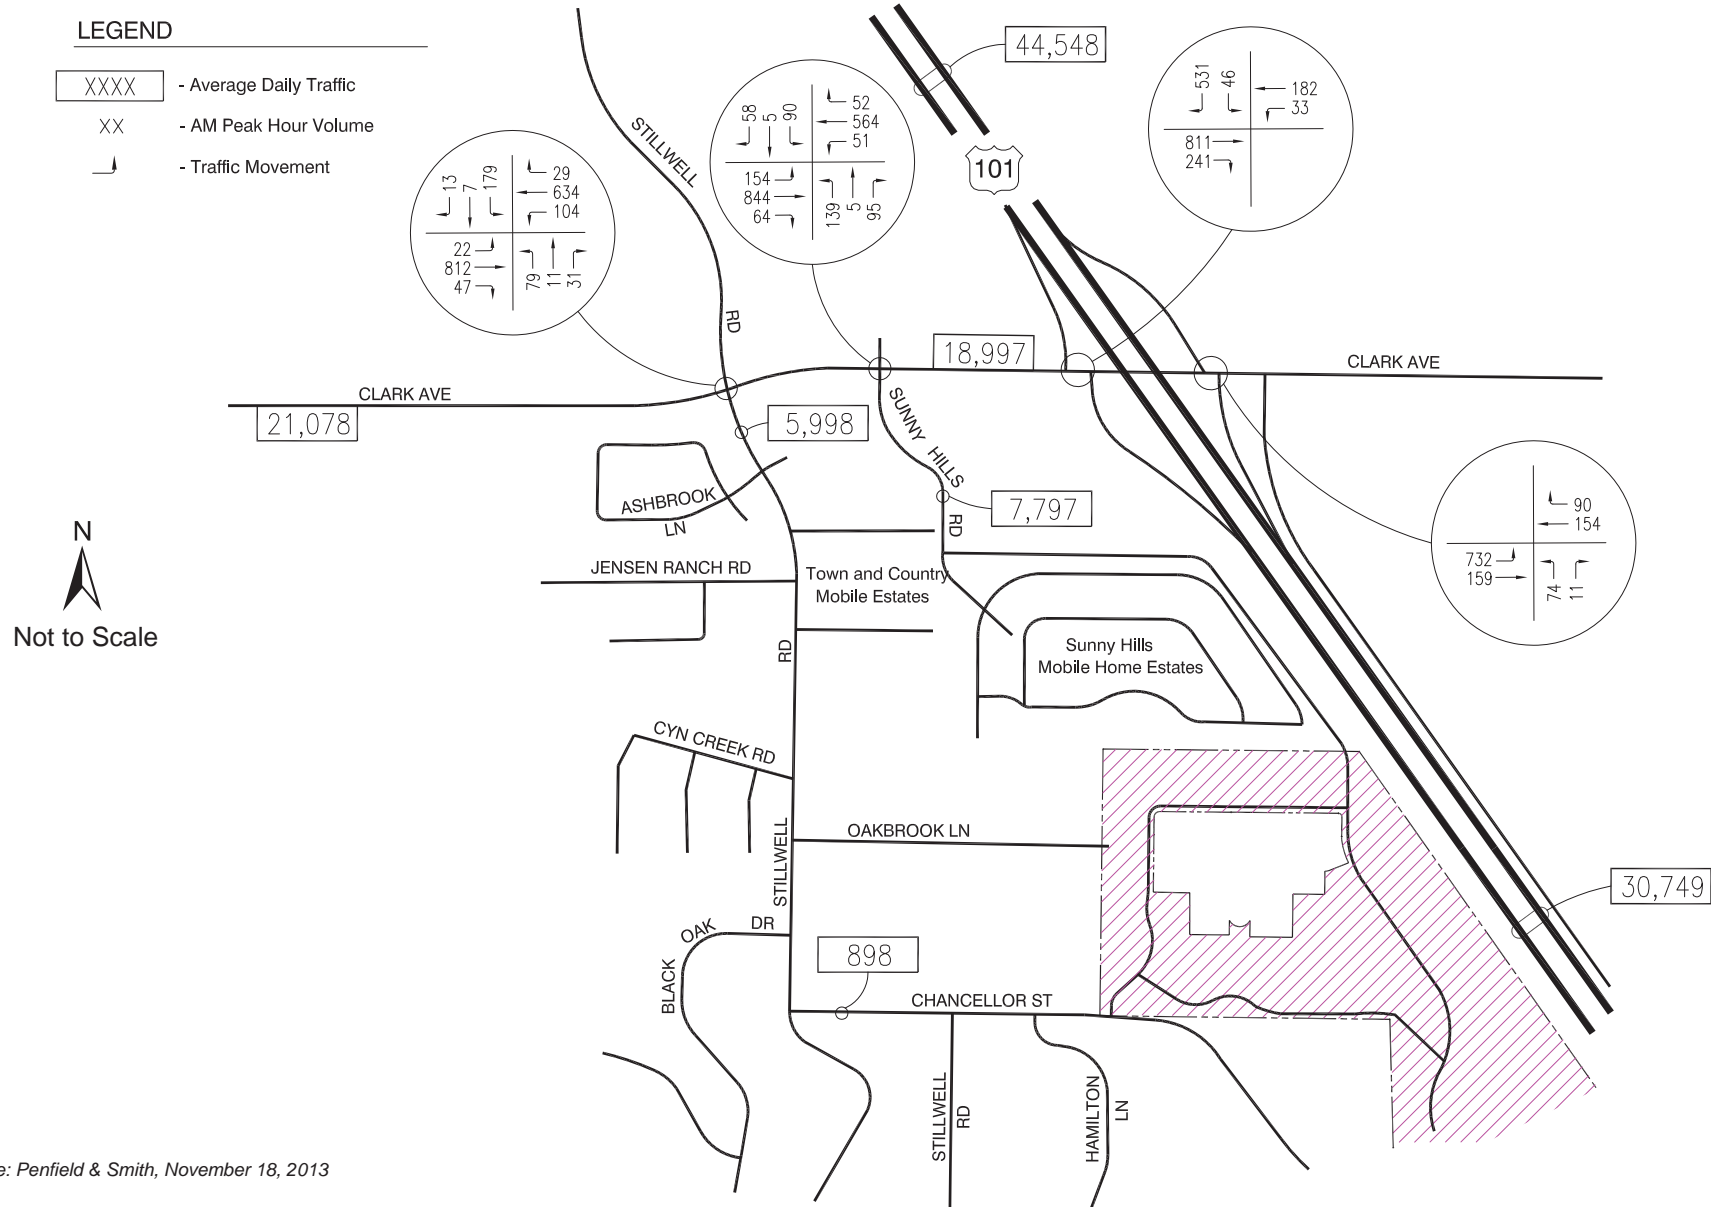 LEGEND
XXXX - Average Daily Traffic
XX - AM Peak Hour Volume
- Traffic Movement
N
Not to Scale
44,548
101
STILLWELL
RD
13 7 179
29
634
104
22
812
47
79 11 31
58 5 90
52
564
51
154
844
64
139 5 95
531 46
182
33
811
241
18,997
CLARK AVE
CLARK AVE
21,078
5,998
SUNNY HILLS
RD
7,797
90
154
732
159
74 11
ASHBROOK
LN
JENSEN RANCH RD
Town and Country
Mobile Estates
RD
Sunny Hills
Mobile Home Estates
CYN CREEK RD
STILLWELL
OAKBROOK LN
30,749
BLACK OAK DR
898
CHANCELLOR ST
STILLWELL
RD
HAMILTON
LN
e: Penfield & Smith, November 18, 2013